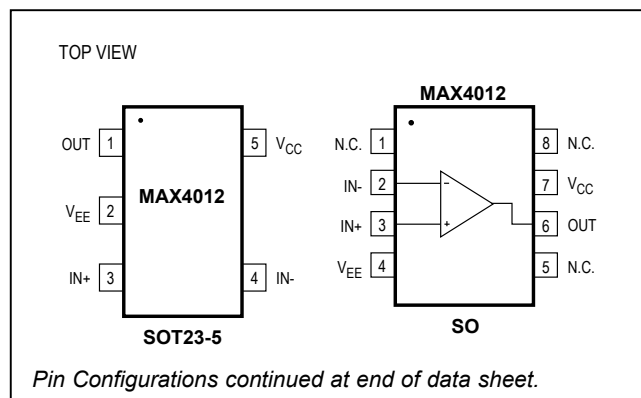 TOP VIEW
MAX4012
OUT 1
5 VCC
MAX4012
VEE 2
IN+ 3
4 IN-
SOT23-5
N.C. 1
8 N.C.
IN- 2
−
7 VCC
IN+ 3
+
6 OUT
VEE 4
5 N.C.
SO
Pin Configurations continued at end of data sheet.